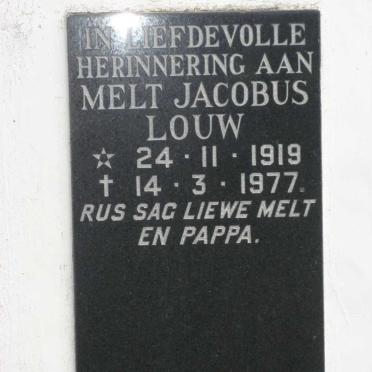 IN LIEFDEVOLLE
HERINNERING AAN
MELT JACOBUS
LOUW
☆ 24 · 11 · 1919
† 14 · 3 · 1977.
RUS SAG LIEWE MELT
EN PAPPA.